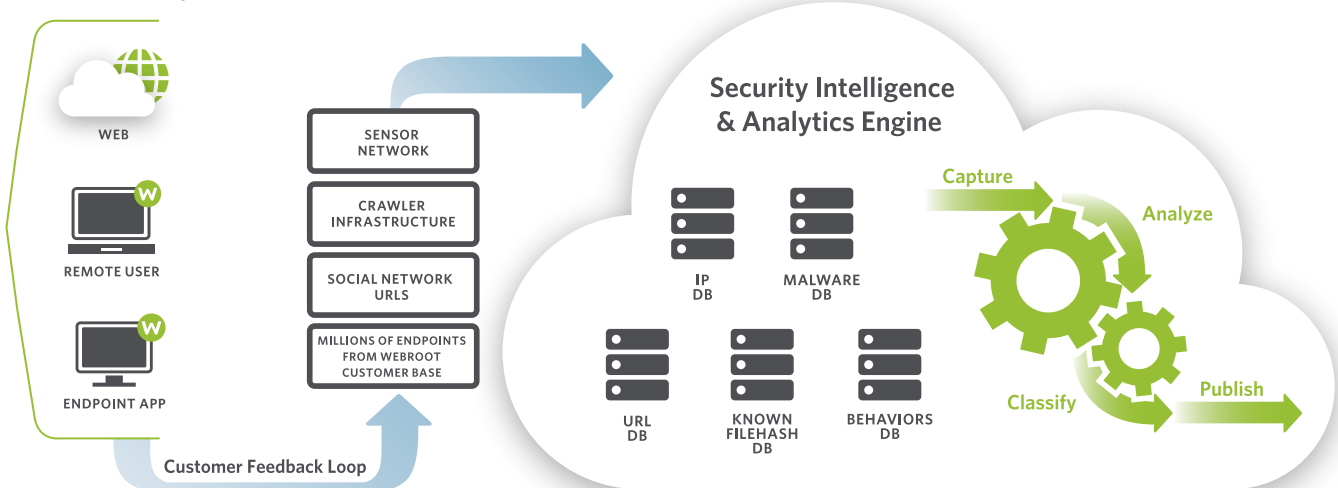 WEB
W
REMOTE USER
W
ENDPOINT APP
Customer Feedback Loop
SENSOR
NETWORK
CRAWLER
INFRASTRUCTURE
SOCIAL NETWORK
URLS
MILLIONS OF ENDPOINTS
FROM WEBROOT
CUSTOMER BASE
Security Intelligence
& Analytics Engine
IP
DB
MALWARE
DB
URL
DB
KNOWN
FILEHASH
DB
BEHAVIORS
DB
Capture
Analyze
Classify
Publish